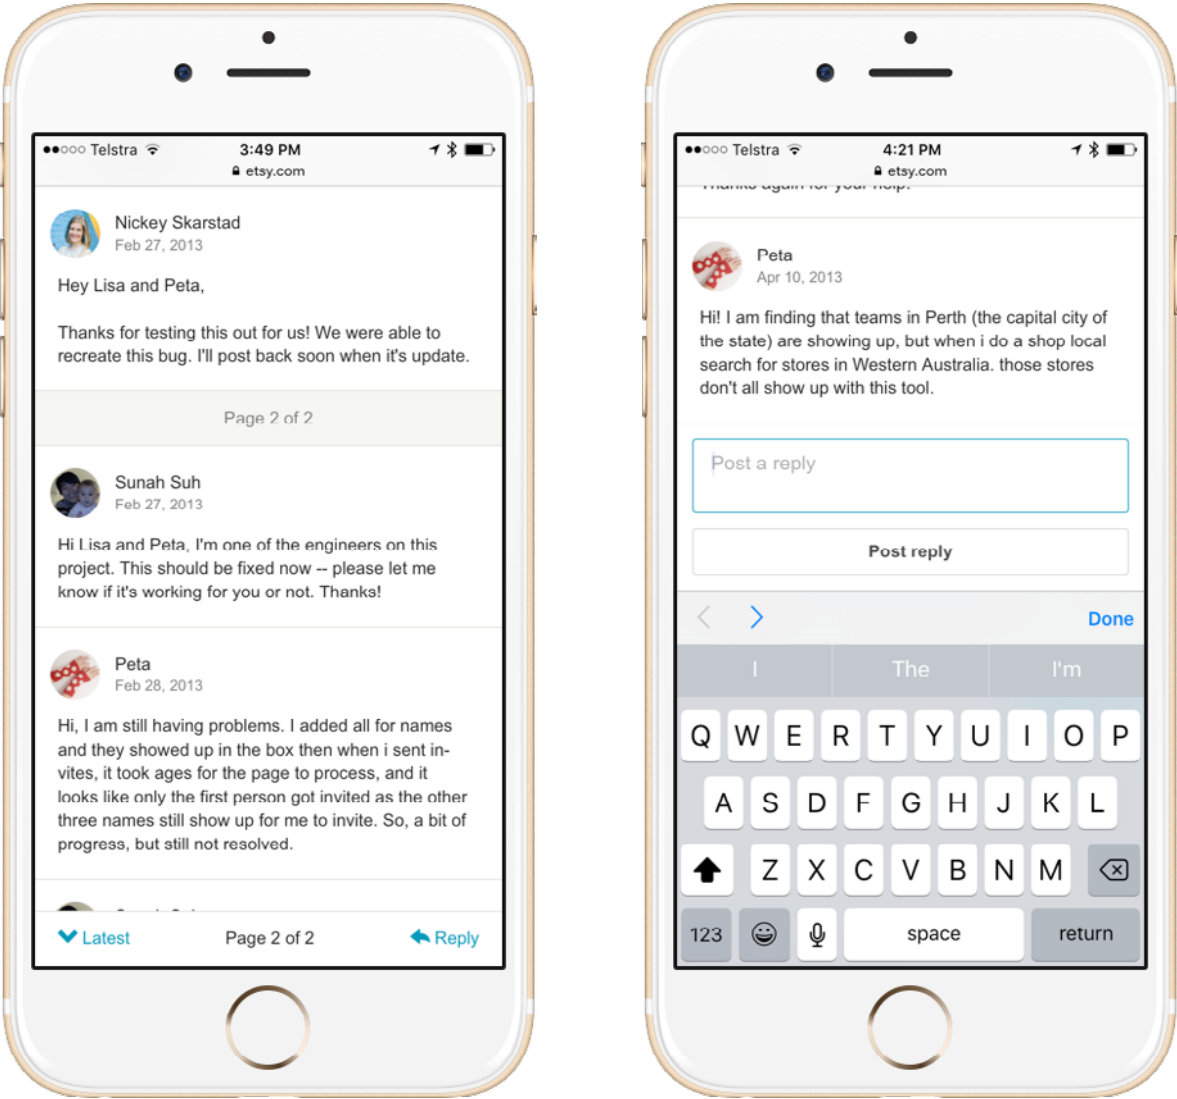 Telstra
3:49 PM
etsy.com
Nickey Skarstad
Feb 27, 2013
Hey Lisa and Peta,
Thanks for testing this out for us! We were able to
recreate this bug. I'll post back soon when it's update.
Page 2 of 2
Sunah Suh
Feb 27, 2013
Hi Lisa and Peta, I'm one of the engineers on this
project. This should be fixed now -- please let me
know if it's working for you or not. Thanks!
Peta
Feb 28, 2013
Hi, I am still having problems. I added all for names
and they showed up in the box then when i sent in-
vites, it took ages for the page to process, and it
looks like only the first person got invited as the other
three names still show up for me to invite. So, a bit of
progress, but still not resolved.
Latest
Page 2 of 2
Reply
Telstra
4:21 PM
etsy.com
Thanks again for your help!
Peta
Apr 10, 2013
Hi! I am finding that teams in Perth (the capital city of
the state) are showing up, but when i do a shop local
search for stores in Western Australia. those stores
don't all show up with this tool.
Post a reply
Post reply
Done
I
The
I'm
Q W E R T Y U I O P
A S D F G H J K L
Z X C V B N M
123
space
return